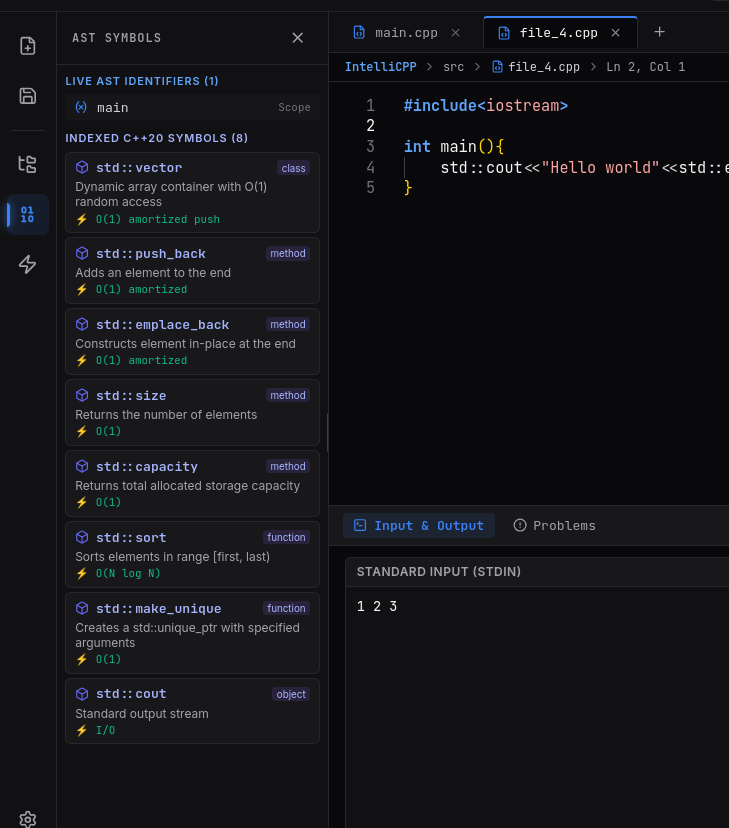 AST SYMBOLS
LIVE AST IDENTIFIERS (1)
main Scope
INDEXED C++20 SYMBOLS (8)
std::vector class
Dynamic array container with O(1)
random access
⚡ O(1) amortized push
std::push_back method
Adds an element to the end
⚡ O(1) amortized
std::emplace_back method
Constructs element in-place at the end
⚡ O(1) amortized
std::size method
Returns the number of elements
⚡ O(1)
std::capacity method
Returns total allocated storage capacity
⚡ O(1)
std::sort function
Sorts elements in range [first, last)
⚡ O(N log N)
std::make_unique function
Creates a std::unique_ptr with specified
arguments
⚡ O(1)
std::cout object
Standard output stream
⚡ I/O
01
10
main.cpp × file_4.cpp × +
IntelliCPP > src > file_4.cpp > Ln 2, Col 1
1 #include<iostream>
2
3 int main(){
4 std::cout<<"Hello world"<<std::
5 }
Input & Output Problems
STANDARD INPUT (STDIN)
1 2 3